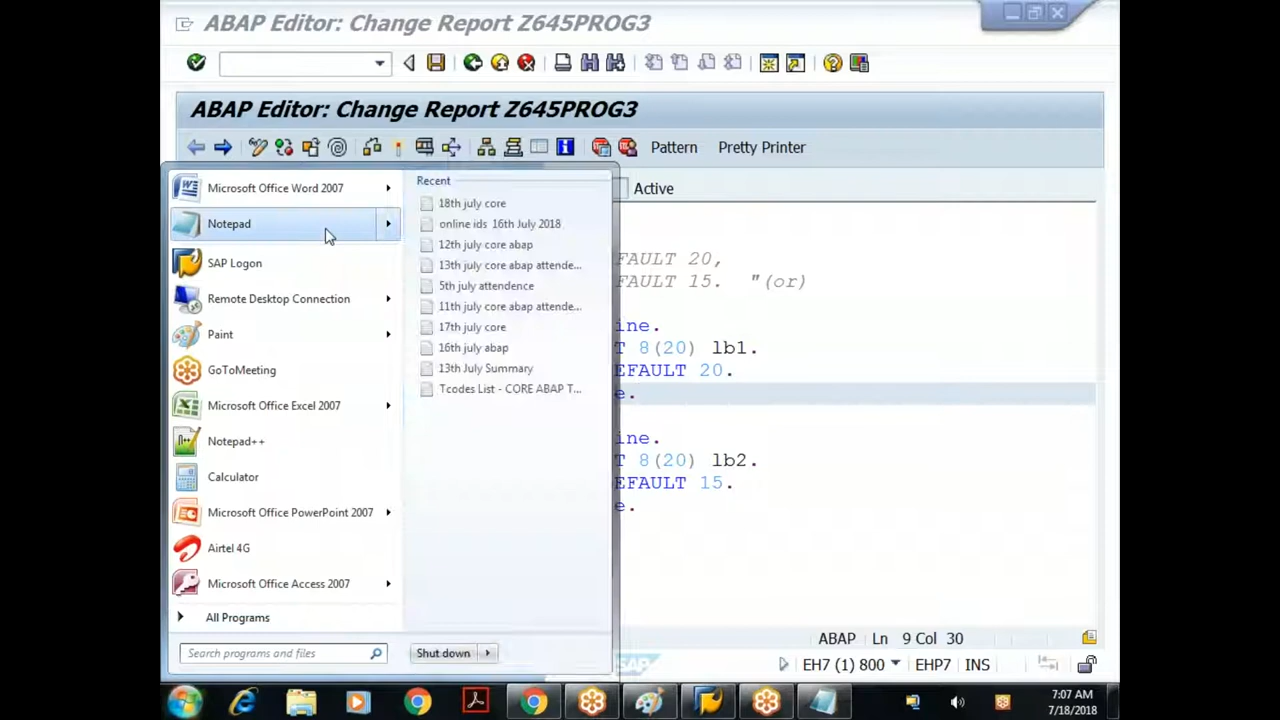 ABAP Editor: Change Report Z645PROG3
ABAP Editor: Change Report Z645PROG3
Pattern Pretty Printer
Active
Microsoft Office Word 2007
Notepad
SAP Logon
Remote Desktop Connection
Paint
GoToMeeting
Microsoft Office Excel 2007
Notepad++
Calculator
Microsoft Office PowerPoint 2007
Airtel 4G
Microsoft Office Access 2007
All Programs
Search programs and files
Shut down
Recent
18th july core
online ids 16th July 2018
12th july core abap
13th july core abap attende...
5th july attendence
11th july core abap attende...
17th july core
16th july abap
13th July Summary
Tcodes List - CORE ABAP T...
FAULT 20,
FAULT 15. "(or)
ine.
T 8(20) lb1.
EFAULT 20.
e.
ine.
T 8(20) lb2.
EFAULT 15.
e.
ABAP Ln 9 Col 30
SAP
EH7 (1) 800 EHP7 INS
7:07 AM
7/18/2018